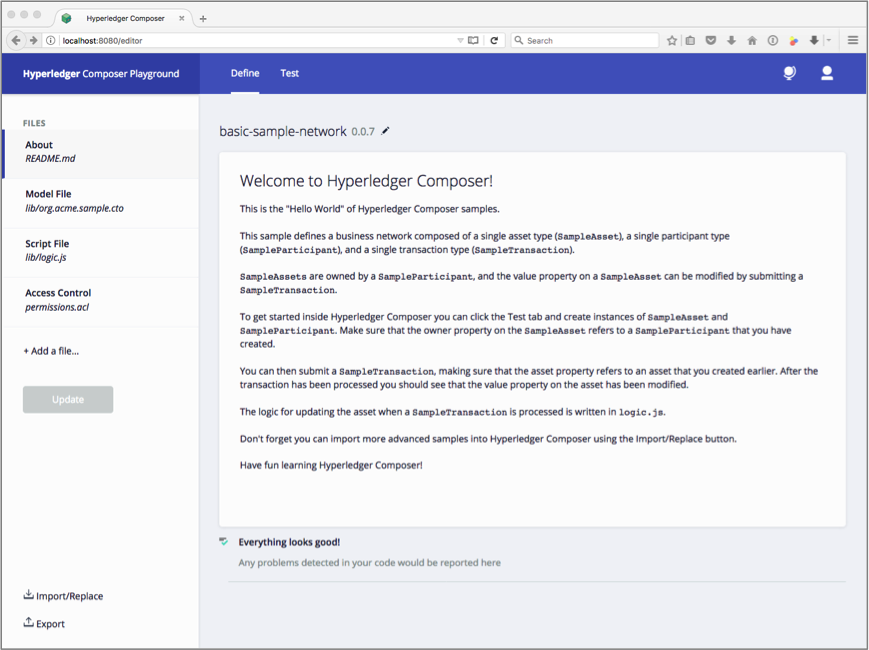 Hyperledger Composer
localhost:8080/editor
Search
Hyperledger Composer Playground
Define
Test
FILES
About
README.md
Model File
lib/org.acme.sample.cto
Script File
lib/logic.js
Access Control
permissions.acl
+ Add a file...
Update
Import/Replace
Export
basic-sample-network 0.0.7
Welcome to Hyperledger Composer!
This is the "Hello World" of Hyperledger Composer samples.
This sample defines a business network composed of a single asset type (SampleAsset), a single participant type
(SampleParticipant), and a single transaction type (SampleTransaction).
SampleAssets are owned by a SampleParticipant, and the value property on a SampleAsset can be modified by submitting a
SampleTransaction.
To get started inside Hyperledger Composer you can click the Test tab and create instances of SampleAsset and
SampleParticipant. Make sure that the owner property on the SampleAsset refers to a SampleParticipant that you have
created.
You can then submit a SampleTransaction, making sure that the asset property refers to an asset that you created earlier. After the
transaction has been processed you should see that the value property on the asset has been modified.
The logic for updating the asset when a SampleTransaction is processed is written in logic.js.
Don't forget you can import more advanced samples into Hyperledger Composer using the Import/Replace button.
Have fun learning Hyperledger Composer!
Everything looks good!
Any problems detected in your code would be reported here